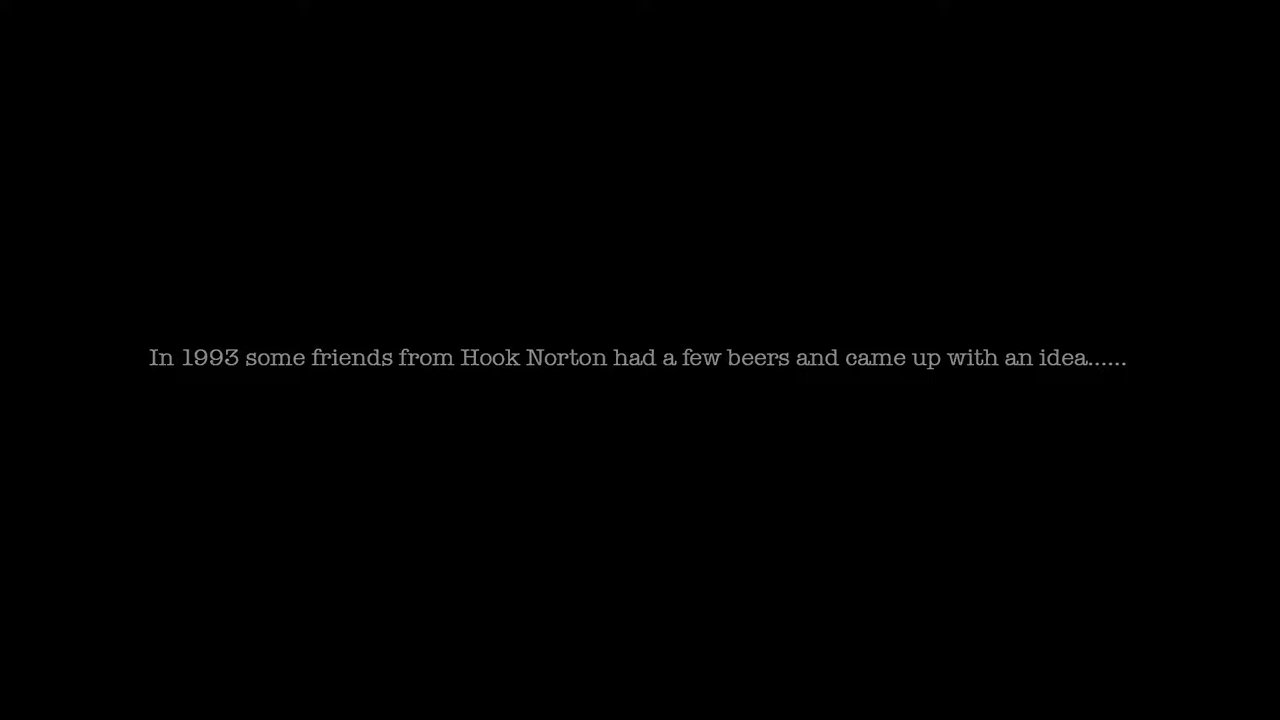 In 1993 some friends from Hook Norton had a few beers and came up with an idea......